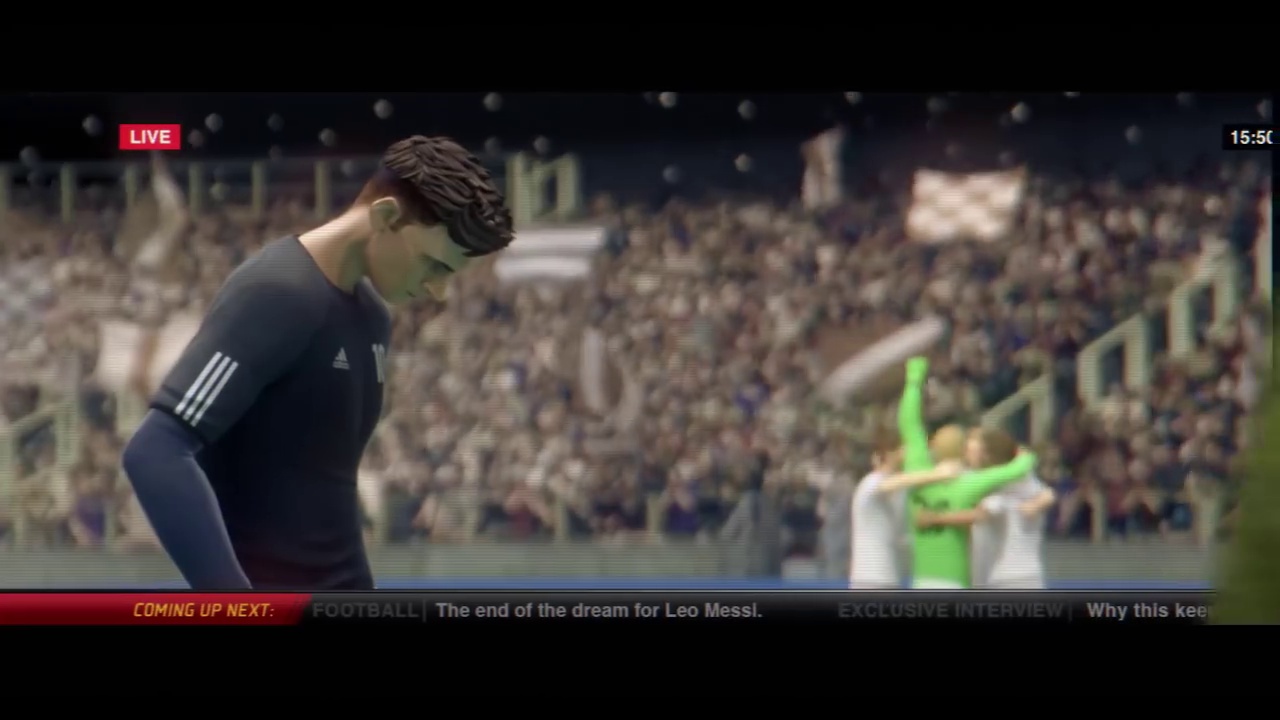 LIVE
15:50
COMING UP NEXT: FOOTBALL| The end of the dream for Leo Messi. EXCLUSIVE INTERVIEW| Why this
10